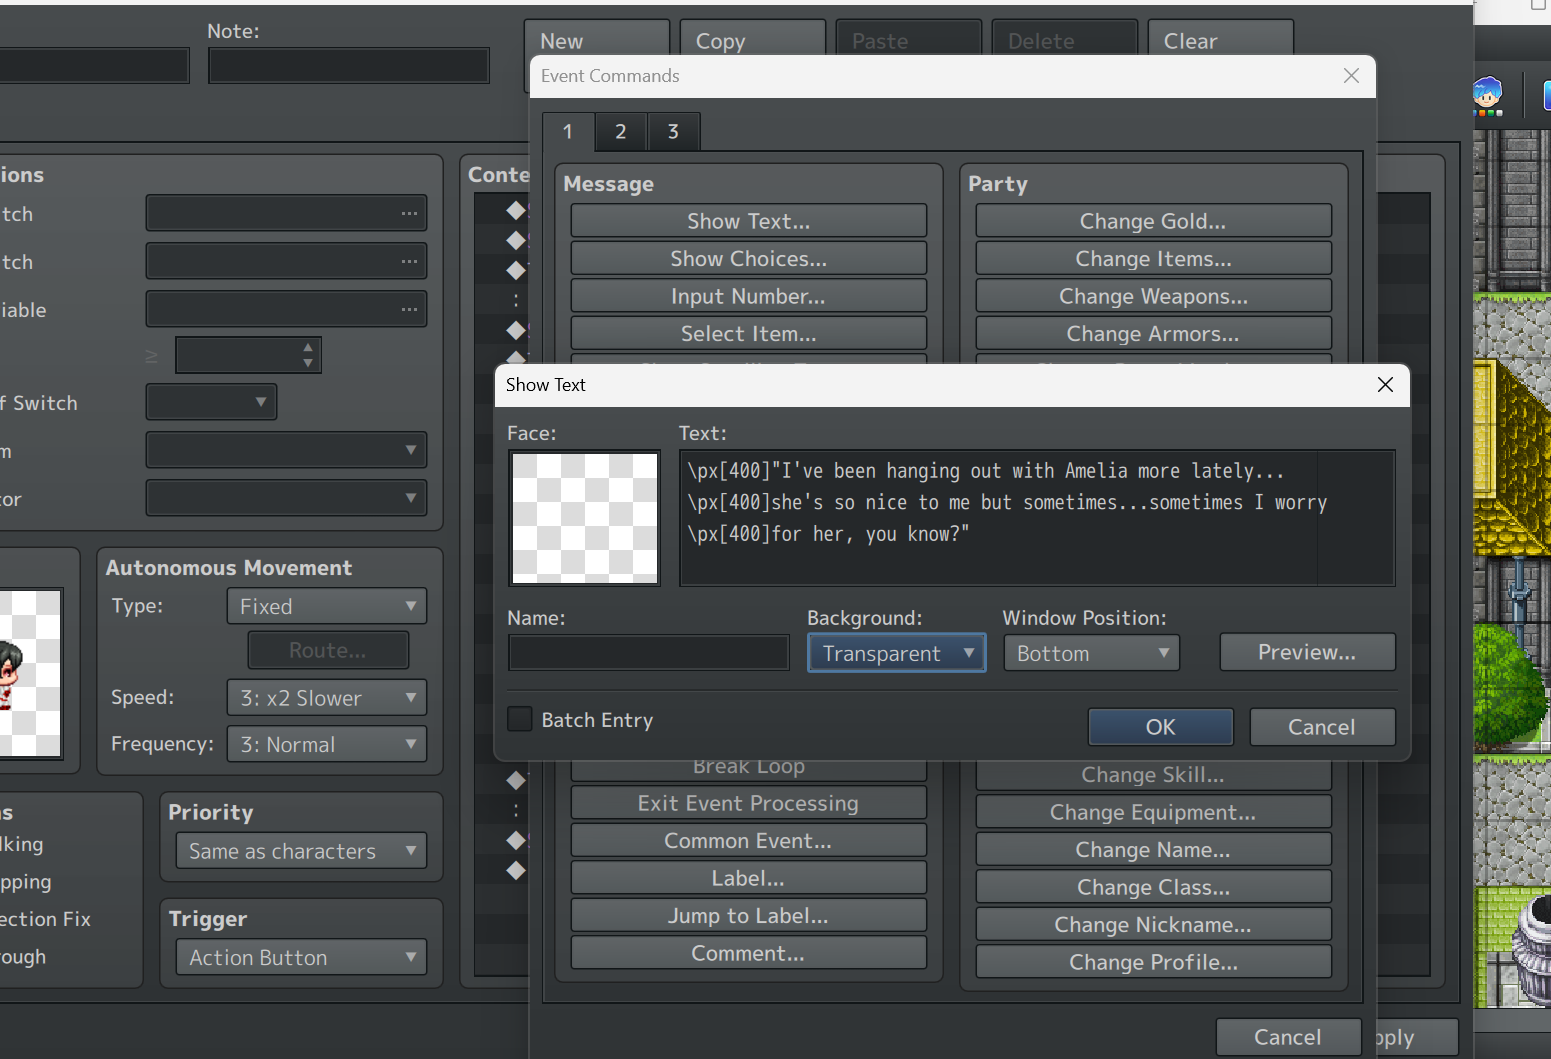 Note:
New
Copy
Paste
Delete
Clear
Event Commands
1
2
3
ions
Conte
Message
Party
tch
Show Text...
Change Gold...
tch
Show Choices...
Change Items...
iable
Input Number...
Change Weapons...
Select Item...
Change Armors...
≥
f Switch
m
or
Show Text
Face:
Text:
\px[400]"I've been hanging out with Amelia more lately...
\px[400]she's so nice to me but sometimes...sometimes I worry
\px[400]for her, you know?"
Name:
Background:
Window Position:
Transparent
Bottom
Preview...
Batch Entry
OK
Cancel
Autonomous Movement
Type:
Fixed
Route...
Speed:
3: x2 Slower
Frequency:
3: Normal
Break Loop
Change Skill...
Exit Event Processing
Change Equipment...
Common Event...
Change Name...
Label...
Change Class...
Jump to Label...
Change Nickname...
Comment...
Change Profile...
s
lking
pping
ection Fix
rough
Priority
Same as characters
Trigger
Action Button
Cancel
pply